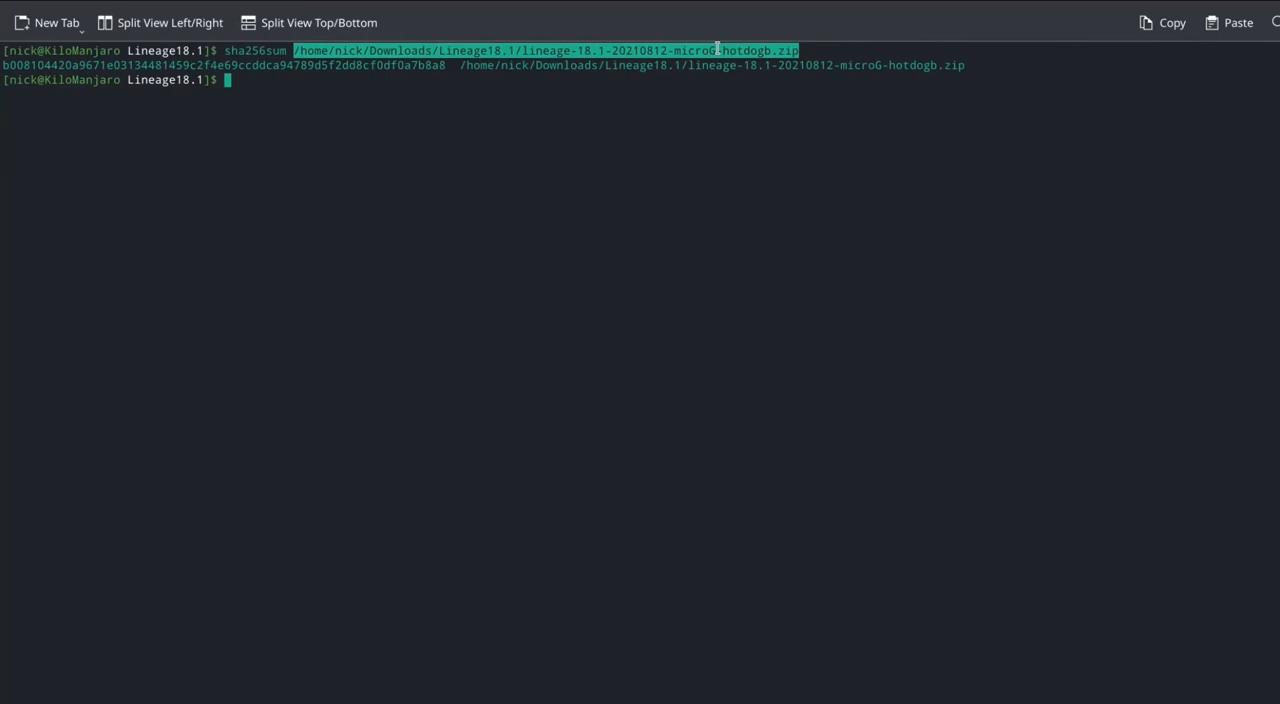 New Tab Split View Left/Right Split View Top/Bottom Copy Paste
[nick@KiloManjaro Lineage18.1]$ sha256sum /home/nick/Downloads/Lineage18.1/lineage-18.1-20210812-microG-hotdogb.zip
b008104420a9671e03134481459c2f4e69ccddca94789d5f2dd8cf0df0a7b8a8 /home/nick/Downloads/Lineage18.1/lineage-18.1-20210812-microG-hotdogb.zip
[nick@KiloManjaro Lineage18.1]$